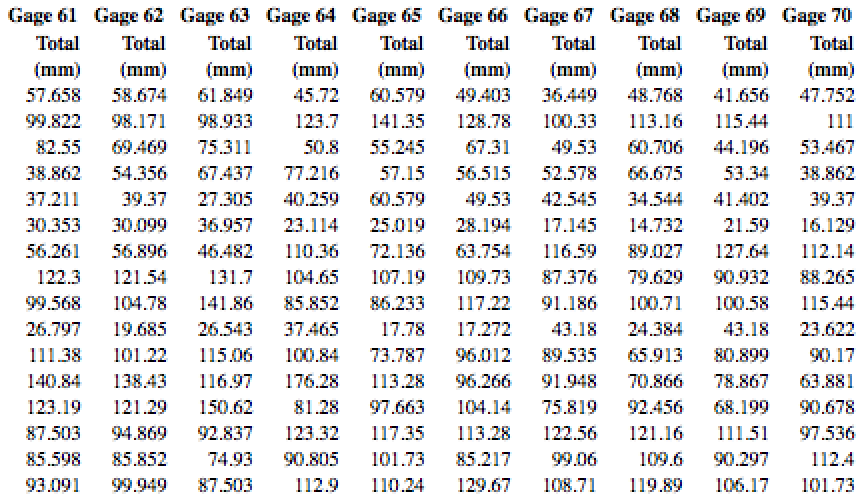 Gage 61 Gage 62 Gage 63 Gage 64 Gage 65 Gage 66 Gage 67 Gage 68 Gage 69 Gage 70
Total Total Total Total Total Total Total Total Total Total
(mm) (mm) (mm) (mm) (mm) (mm) (mm) (mm) (mm) (mm)
57.658 58.674 61.849 45.72 60.579 49.403 36.449 48.768 41.656 47.752
99.822 98.171 98.933 123.7 141.35 128.78 100.33 113.16 115.44 111
82.55 69.469 75.311 50.8 55.245 67.31 49.53 60.706 44.196 53.467
38.862 54.356 67.437 77.216 57.15 56.515 52.578 66.675 53.34 38.862
37.211 39.37 27.305 40.259 60.579 49.53 42.545 34.544 41.402 39.37
30.353 30.099 36.957 23.114 25.019 28.194 17.145 14.732 21.59 16.129
56.261 56.896 46.482 110.36 72.136 63.754 116.59 89.027 127.64 112.14
122.3 121.54 131.7 104.65 107.19 109.73 87.376 79.629 90.932 88.265
99.568 104.78 141.86 85.852 86.233 117.22 91.186 100.71 100.58 115.44
26.797 19.685 26.543 37.465 17.78 17.272 43.18 24.384 43.18 23.622
111.38 101.22 115.06 100.84 73.787 96.012 89.535 65.913 80.899 90.17
140.84 138.43 116.97 176.28 113.28 96.266 91.948 70.866 78.867 63.881
123.19 121.29 150.62 81.28 97.663 104.14 75.819 92.456 68.199 90.678
87.503 94.869 92.837 123.32 117.35 113.28 122.56 121.16 111.51 97.536
85.598 85.852 74.93 90.805 101.73 85.217 99.06 109.6 90.297 112.4
93.091 99.949 87.503 112.9 110.24 129.67 108.71 119.89 106.17 101.73